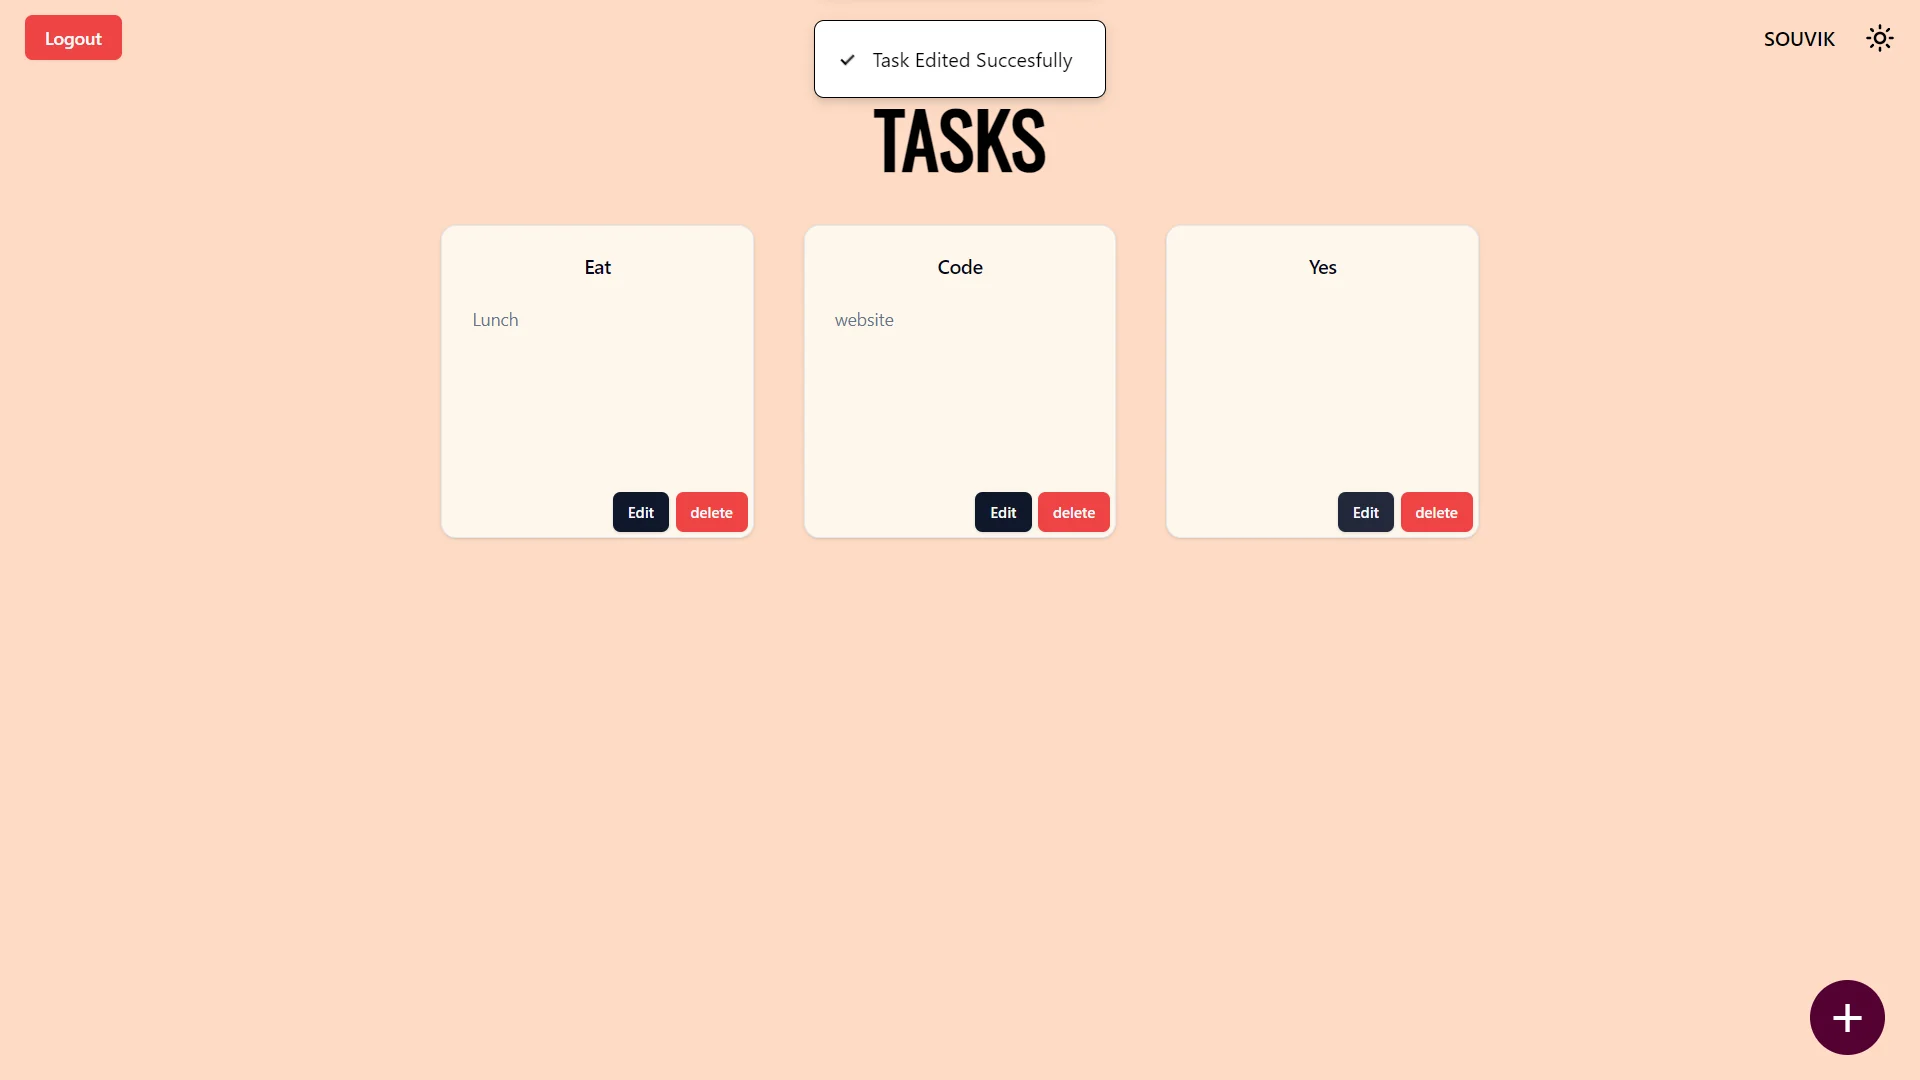 Logout
Task Edited Succesfully
SOUVIK
TASKS
Eat
Lunch
Edit delete
Code
website
Edit delete
Yes
Edit delete